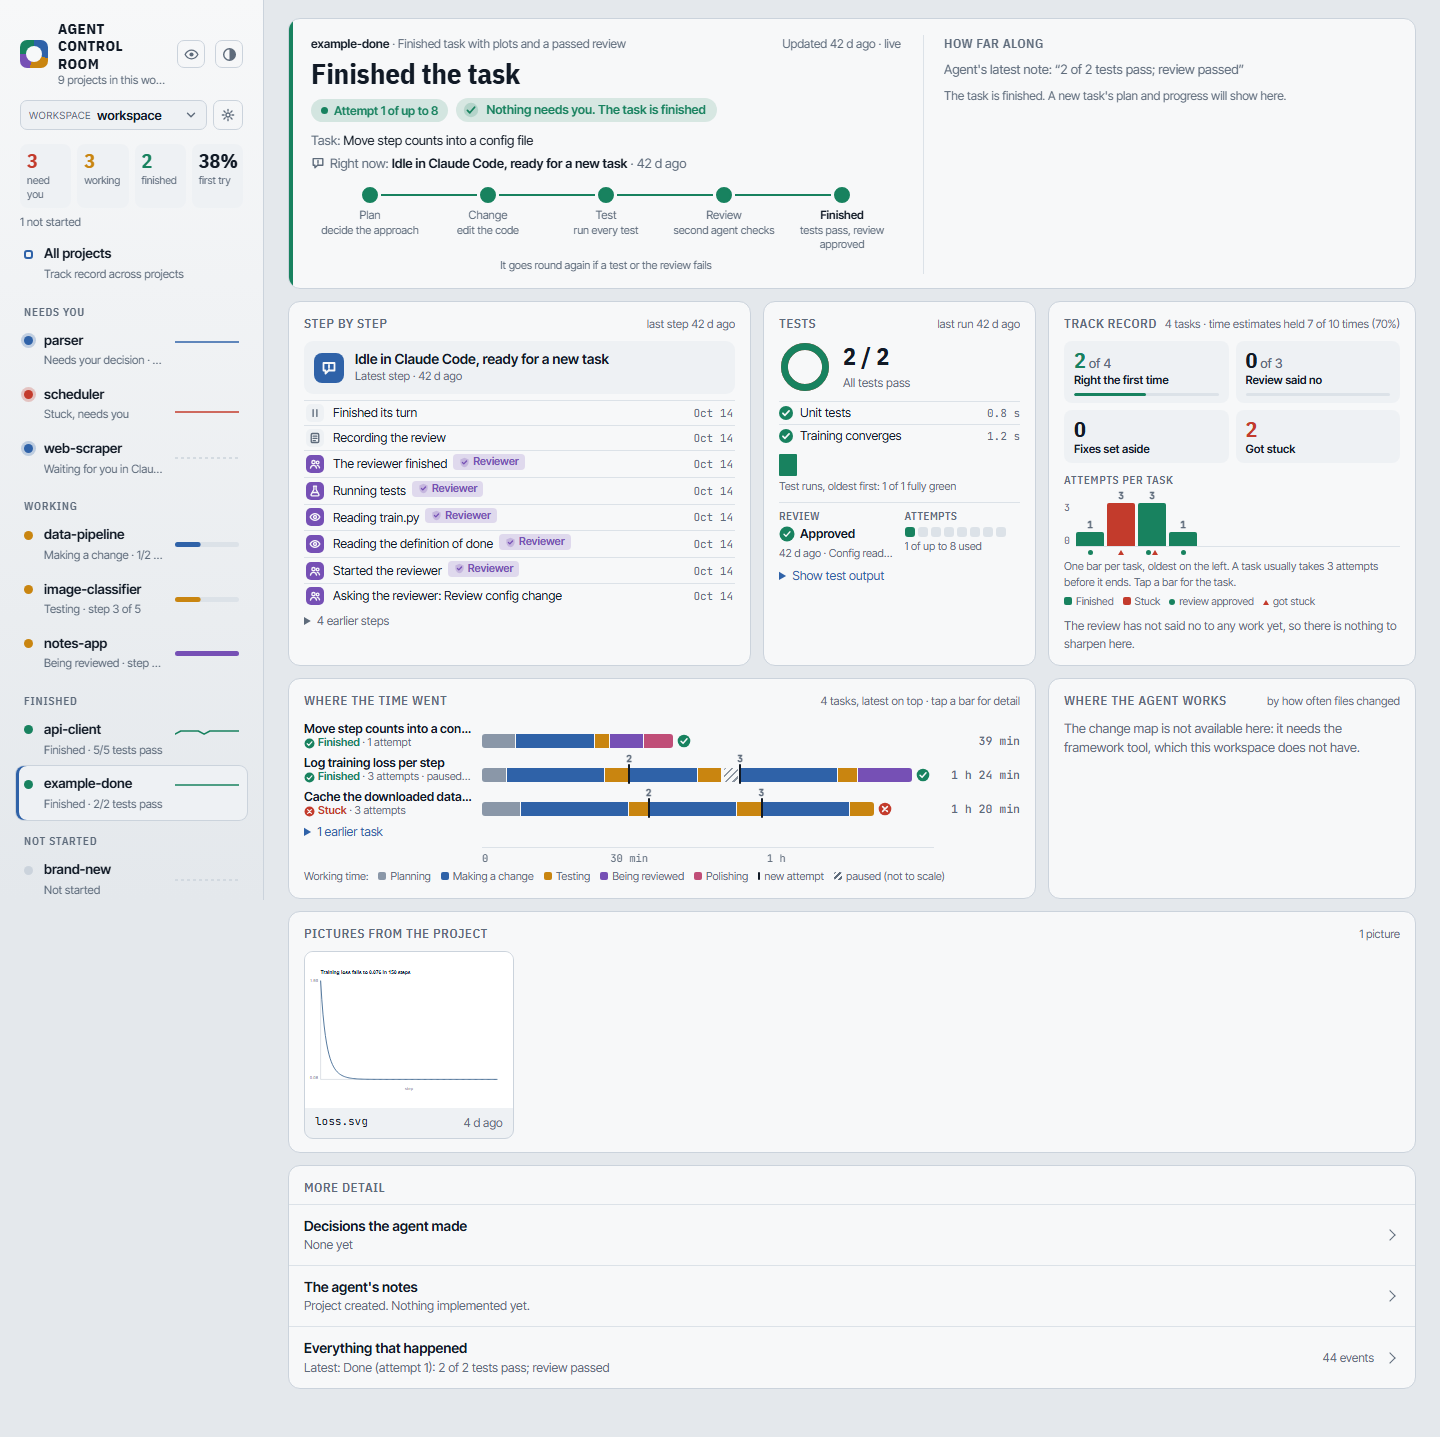 AGENT
CONTROL
ROOM
9 projects in this wo...
WORKSPACE workspace
3 need you
3 working
2 finished
38% first try
1 not started
All projects
Track record across projects
NEEDS YOU
parser
Needs your decision · ...
scheduler
Stuck, needs you
web-scraper
Waiting for you in Clau...
WORKING
data-pipeline
Making a change · 1/2 ...
image-classifier
Testing · step 3 of 5
notes-app
Being reviewed · step ...
FINISHED
api-client
Finished · 5/5 tests pass
example-done
Finished · 2/2 tests pass
NOT STARTED
brand-new
Not started
example-done · Finished task with plots and a passed review
Updated 42 d ago · live
Finished the task
Attempt 1 of up to 8
Nothing needs you. The task is finished
Task: Move step counts into a config file
Right now: Idle in Claude Code, ready for a new task · 42 d ago
Plan
decide the approach
Change
edit the code
Test
run every test
Review
second agent checks
Finished
tests pass, review
approved
It goes round again if a test or the review fails
HOW FAR ALONG
Agent's latest note: “2 of 2 tests pass; review passed”
The task is finished. A new task's plan and progress will show here.
STEP BY STEP
last step 42 d ago
Idle in Claude Code, ready for a new task
Latest step · 42 d ago
Finished its turn Oct 14
Recording the review Oct 14
The reviewer finished Reviewer Oct 14
Running tests Reviewer Oct 14
Reading train.py Reviewer Oct 14
Reading the definition of done Reviewer Oct 14
Started the reviewer Reviewer Oct 14
Asking the reviewer: Review config change Oct 14
4 earlier steps
TESTS
last run 42 d ago
2 / 2
All tests pass
Unit tests 0.8 s
Training converges 1.2 s
Test runs, oldest first: 1 of 1 fully green
REVIEW
Approved
42 d ago · Config read...
ATTEMPTS
1 of up to 8 used
Show test output
TRACK RECORD
4 tasks · time estimates held 7 of 10 times (70%)
2 of 4
Right the first time
0 of 3
Review said no
0
Fixes set aside
2
Got stuck
ATTEMPTS PER TASK
3
0
1
3
3
1
One bar per task, oldest on the left. A task usually takes 3 attempts
before it ends. Tap a bar for the task.
Finished Stuck review approved got stuck
The review has not said no to any work yet, so there is nothing to
sharpen here.
WHERE THE TIME WENT
4 tasks, latest on top · tap a bar for detail
Move step counts into a con...
Finished · 1 attempt
39 min
Log training loss per step
Finished · 3 attempts · paused...
2
3
1 h 24 min
Cache the downloaded data...
Stuck · 3 attempts
2
3
1 h 20 min
1 earlier task
0 30 min 1 h
Working time: Planning Making a change Testing Being reviewed Polishing new attempt paused (not to scale)
WHERE THE AGENT WORKS
by how often files changed
The change map is not available here: it needs the
framework tool, which this workspace does not have.
PICTURES FROM THE PROJECT
1 picture
Training loss falls to 0.076 in 150 steps
loss.svg
4 d ago
MORE DETAIL
Decisions the agent made
None yet
The agent's notes
Project created. Nothing implemented yet.
Everything that happened
Latest: Done (attempt 1): 2 of 2 tests pass; review passed
44 events